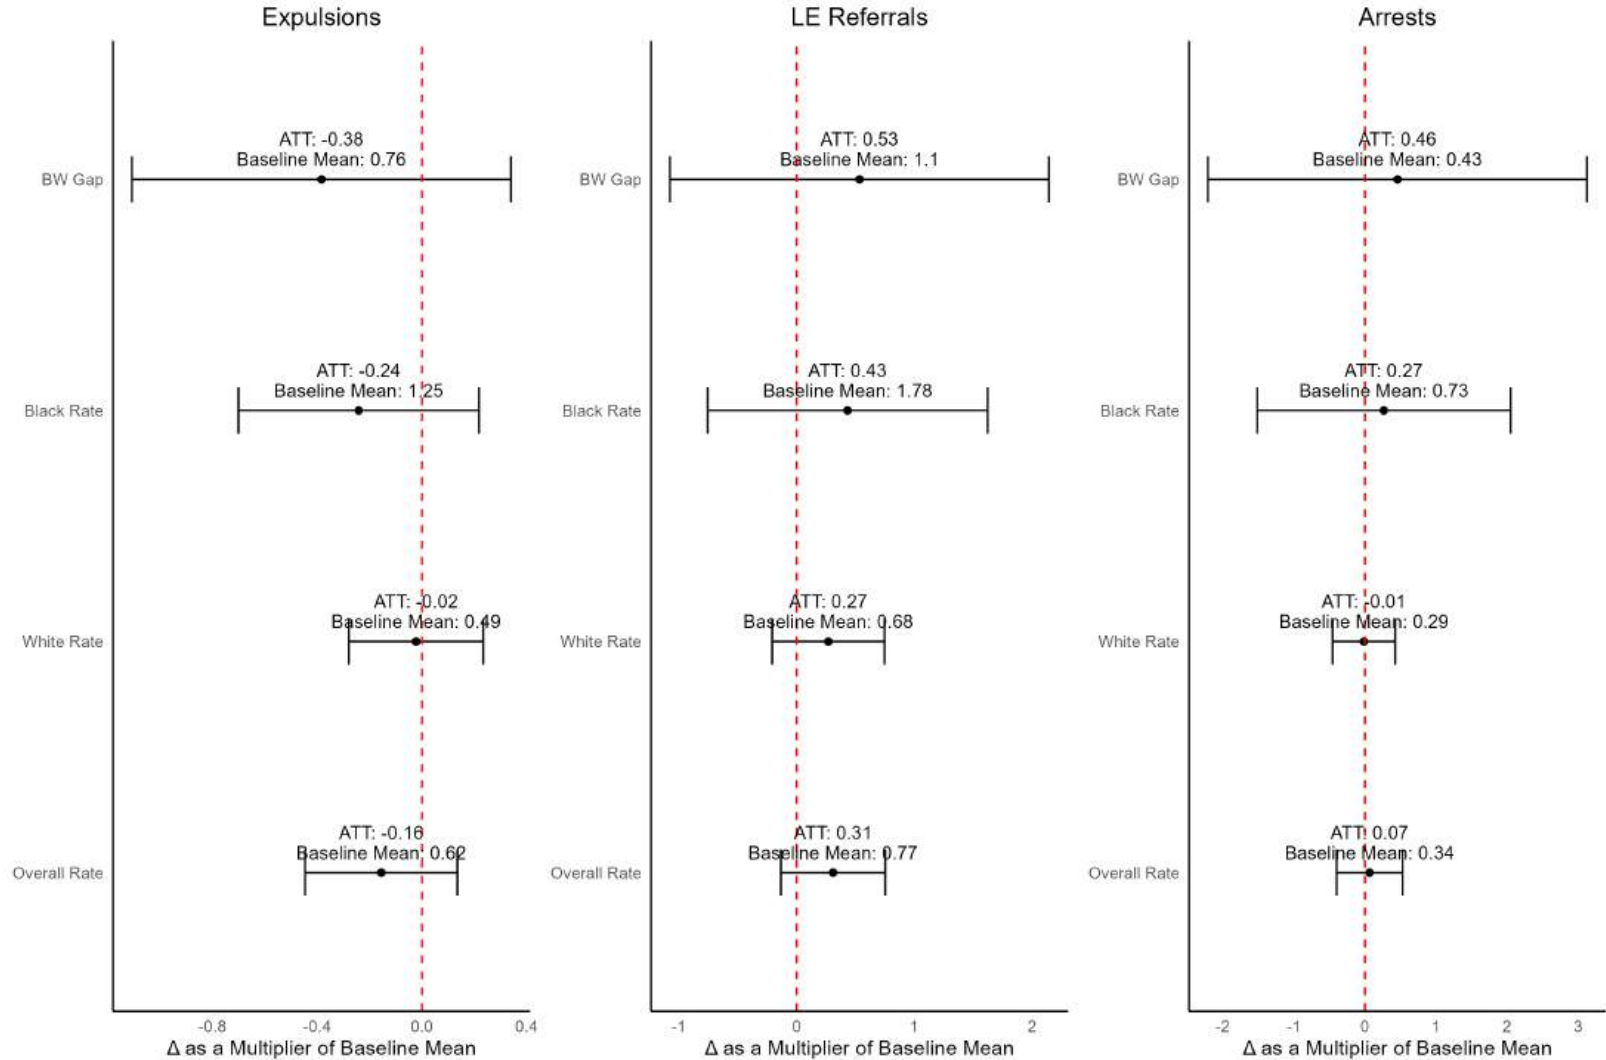 Expulsions
BW Gap
ATT: -0.38
Baseline Mean: 0.76
Black Rate
ATT: -0.24
Baseline Mean: 1.25
White Rate
ATT: -0.02
Baseline Mean: 0.49
Overall Rate
ATT: -0.16
Baseline Mean: 0.62
-0.8 -0.4 0.0 0.4
Δ as a Multiplier of Baseline Mean
LE Referrals
BW Gap
ATT: 0.53
Baseline Mean: 1.1
Black Rate
ATT: 0.43
Baseline Mean: 1.78
White Rate
ATT: 0.27
Baseline Mean: 0.68
Overall Rate
ATT: 0.31
Baseline Mean: 0.77
-1 0 1 2
Δ as a Multiplier of Baseline Mean
Arrests
BW Gap
ATT: 0.46
Baseline Mean: 0.43
Black Rate
ATT: 0.27
Baseline Mean: 0.73
White Rate
ATT: -0.01
Baseline Mean: 0.29
Overall Rate
ATT: 0.07
Baseline Mean: 0.34
-2 -1 0 1 2 3
Δ as a Multiplier of Baseline Mean